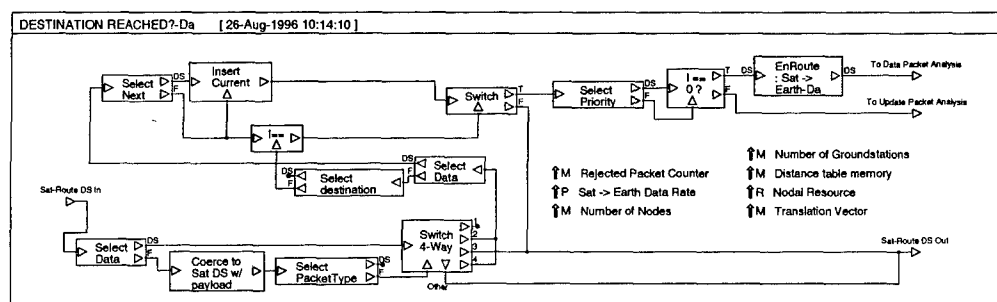 DESTINATION REACHED?-Da [ 26-Aug-1996 10:14:10 ]
Select
Next
DS
F
Insert
Current
Switch
T
F
Select
Priority
DS
F
I ==
0 ?
T
F
DS
EnRoute
: Sat ->
Earth-Da
DS
To Data Packet Analysis
To Update Packet Analysis
! ==
DS
F
Select
destination
DS
F
Select
Data
⇑M Rejected Packet Counter
⇑P Sat -> Earth Data Rate
⇑M Number of Nodes
⇑M Number of Groundstations
⇑M Distance table memory
⇑R Nodal Resource
⇑M Translation Vector
Sat-Route DS In
Select
Data
DS
F
Coerce to
Sat DS w/
payload
Select
PacketType
DS
F
Switch
4-Way
1
2
3
4
Other
Sat-Route DS Out